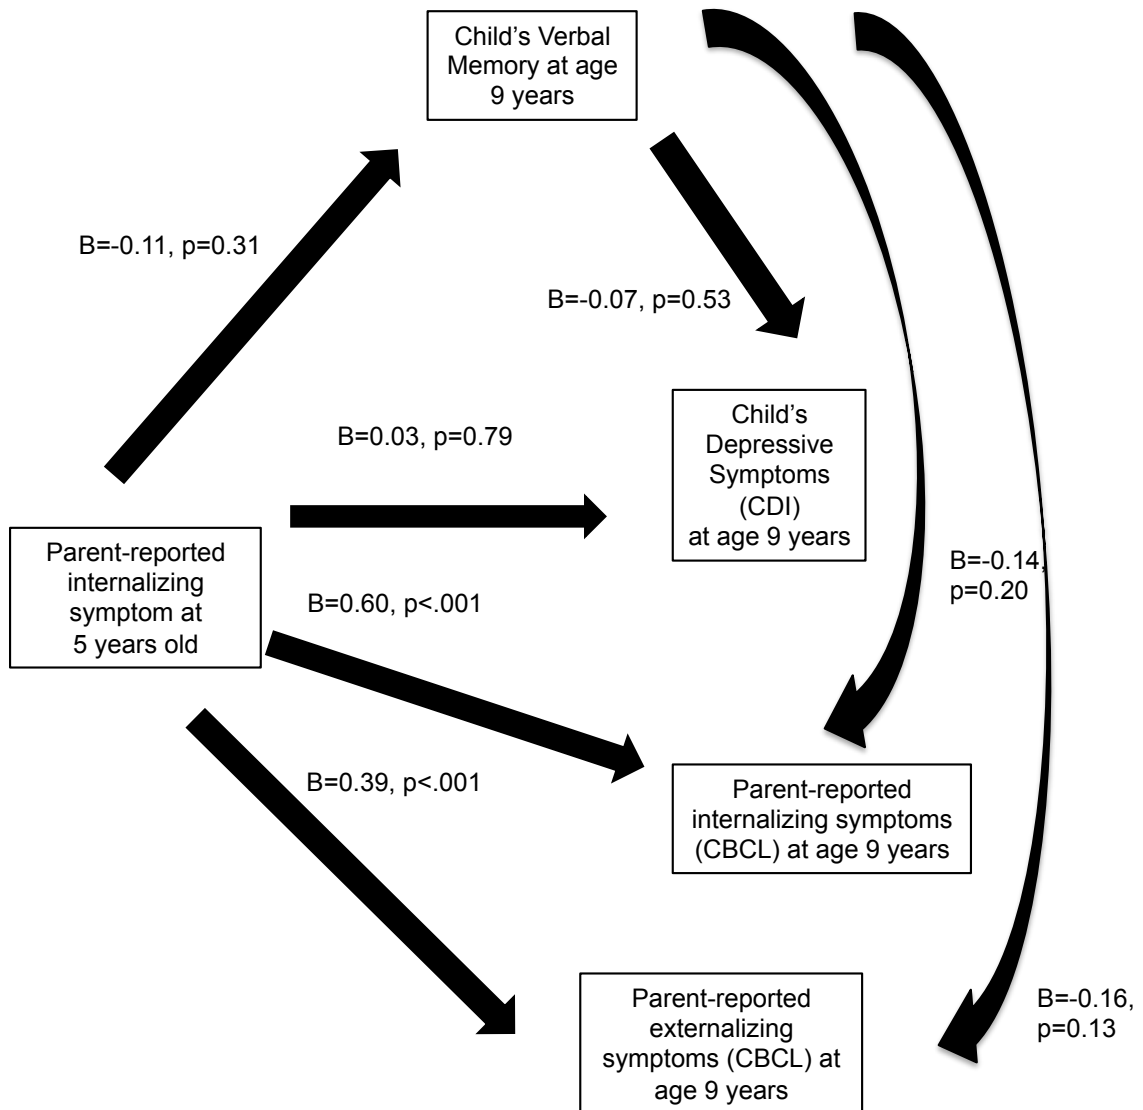 Child's Verbal
Memory at age
9 years
B=-0.11, p=0.31
B=-0.07, p=0.53
B=0.03, p=0.79
Child's
Depressive
Symptoms
(CDI)
at age 9 years
Parent-reported
internalizing
symptom at
5 years old
B=-0.14,
p=0.20
B=0.60, p<.001
B=0.39, p<.001
Parent-reported
internalizing symptoms
(CBCL) at age 9 years
Parent-reported
externalizing
symptoms (CBCL) at
age 9 years
B=-0.16,
p=0.13